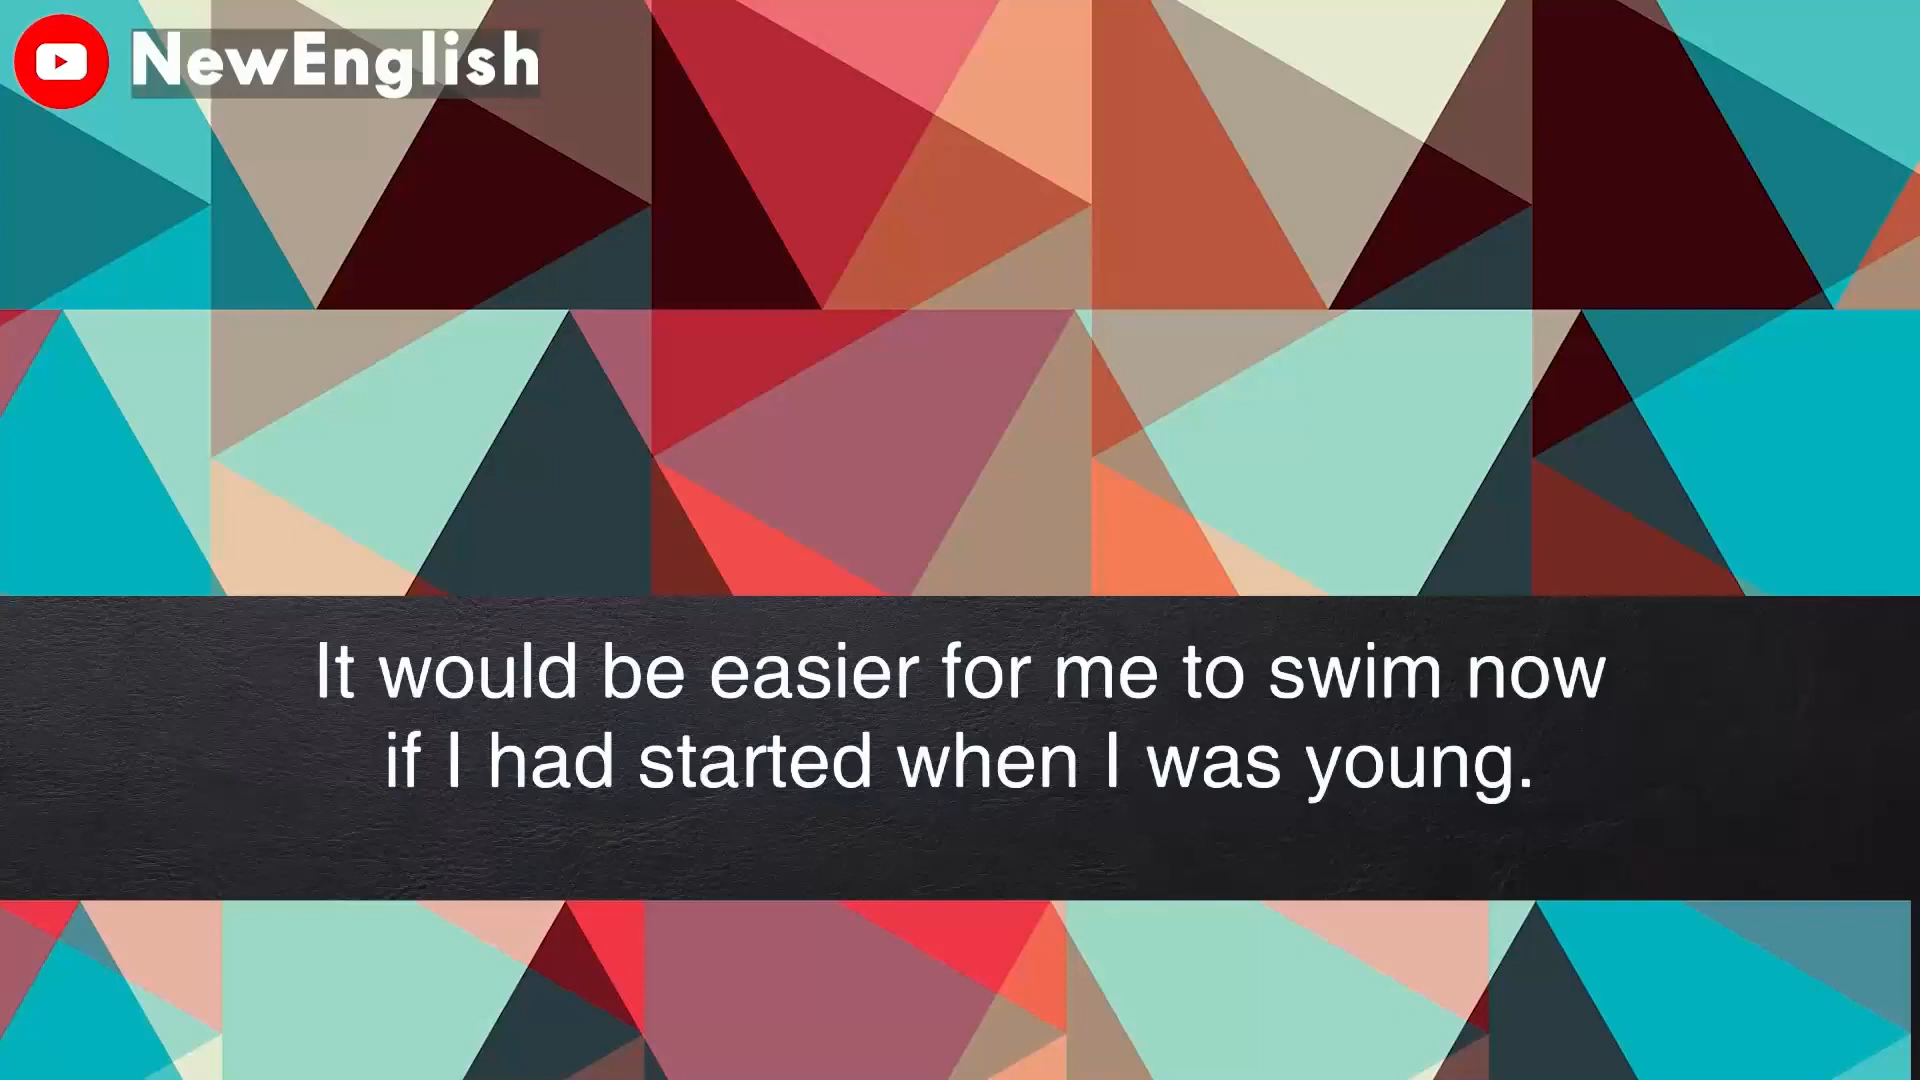 NewEnglish
It would be easier for me to swim now
if I had started when I was young.